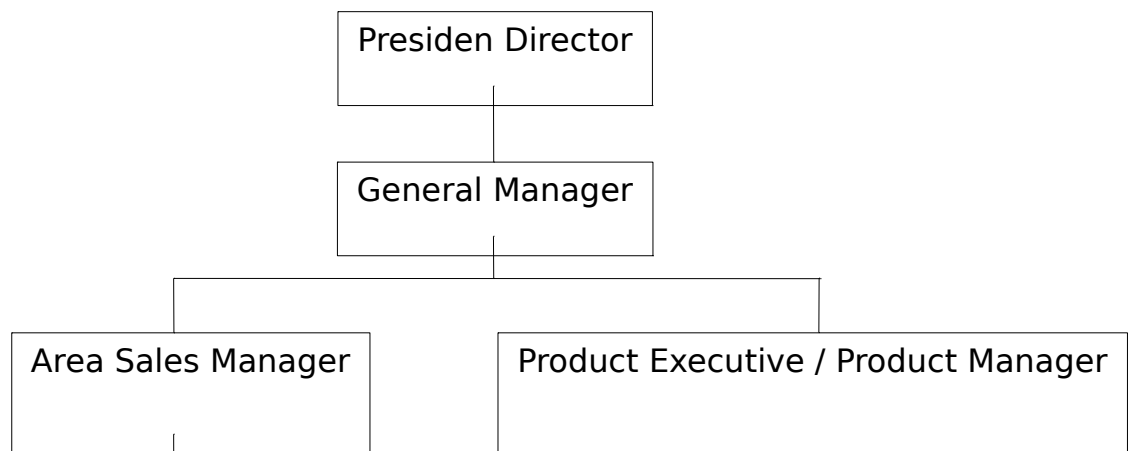 Presiden Director
General Manager
Area Sales Manager
Product Executive / Product Manager